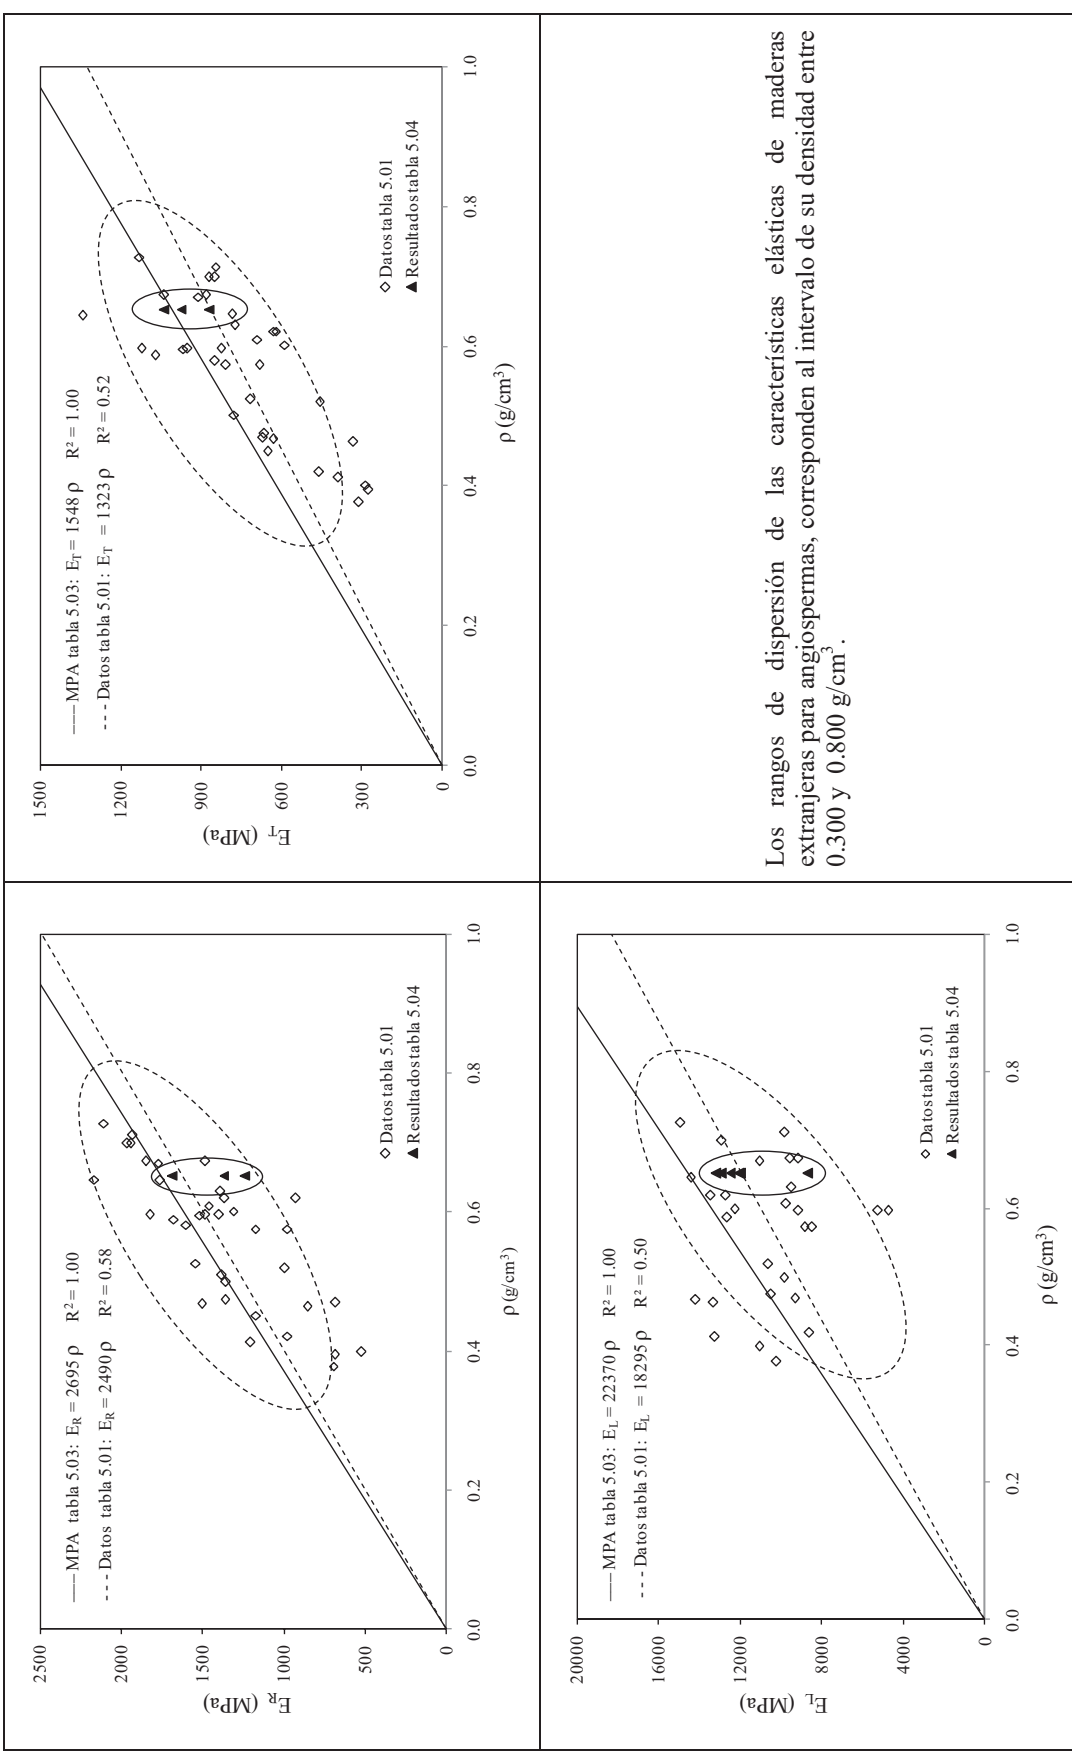 MPA tabla 5.03: E_R = 2695 ρ R² = 1.00
Datos tabla 5.01: E_R = 2490 ρ R² = 0.58
2500
2000
1500
1000
500
0
E_R (MPa)
0.0
0.2
0.4
0.6
0.8
1.0
ρ (g/cm³)
Datos tabla 5.01
Resultados tabla 5.04
MPA tabla 5.03: E_T = 1548 ρ R² = 1.00
Datos tabla 5.01: E_T = 1323 ρ R² = 0.52
1500
1200
900
600
300
0
E_T (MPa)
0.0
0.2
0.4
0.6
0.8
1.0
ρ (g/cm³)
Datos tabla 5.01
Resultados tabla 5.04
MPA tabla 5.03: E_L = 22370 ρ R² = 1.00
Datos tabla 5.01: E_L = 18295 ρ R² = 0.50
20000
16000
12000
8000
4000
0
E_L (MPa)
0.0
0.2
0.4
0.6
0.8
1.0
ρ (g/cm³)
Datos tabla 5.01
Resultados tabla 5.04
Los rangos de dispersión de las características elásticas de maderas
extranjeras para angiospermas, corresponden al intervalo de su densidad entre
0.300 y 0.800 g/cm³.